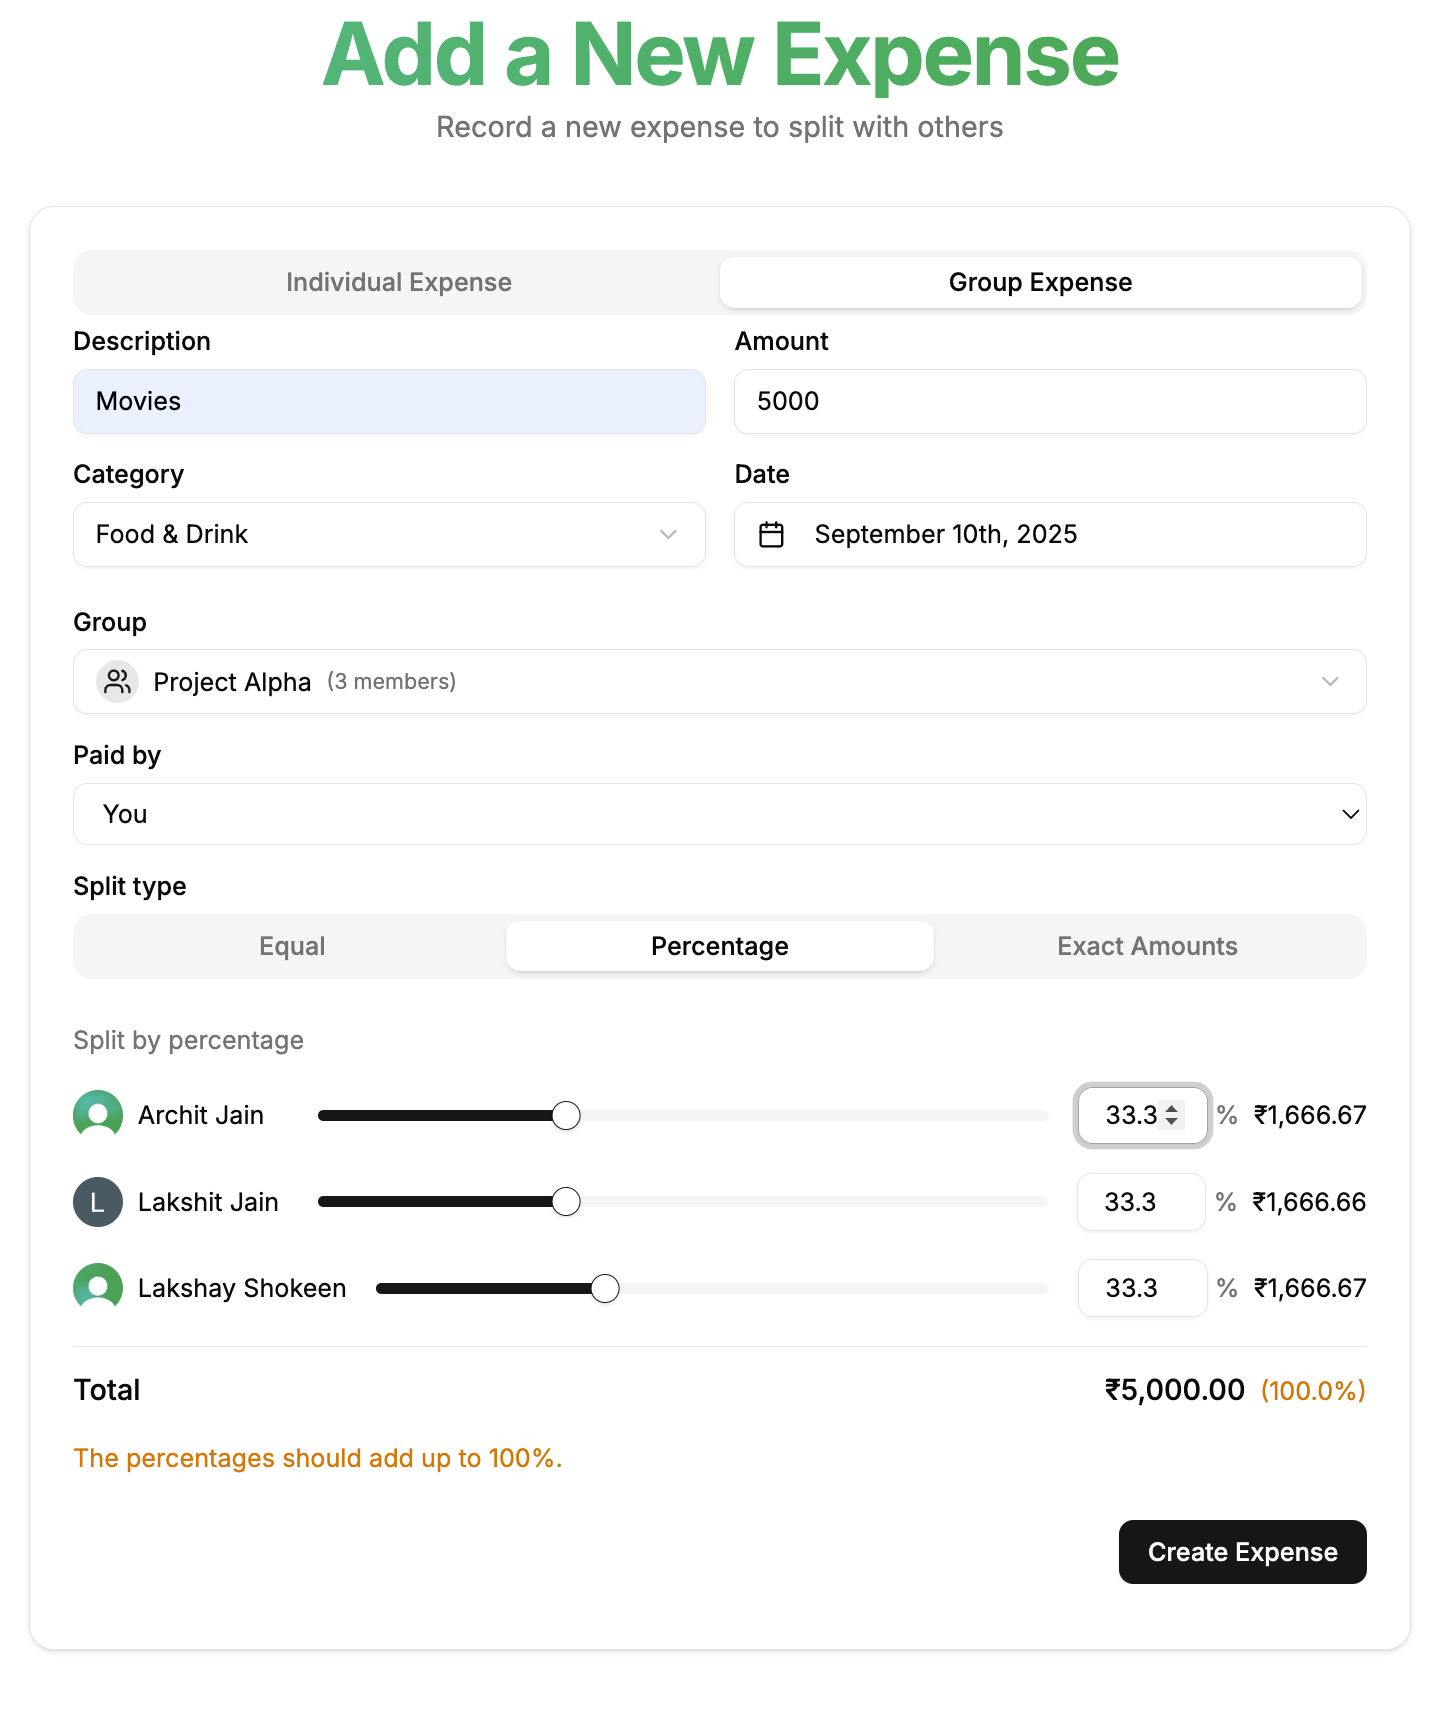 Add a New Expense
Record a new expense to split with others
Individual Expense
Group Expense
Description
Amount
Movies
5000
Category
Date
Food & Drink
September 10th, 2025
Group
Project Alpha (3 members)
Paid by
You
Split type
Equal
Percentage
Exact Amounts
Split by percentage
Archit Jain 33.3 % ₹1,666.67
L Lakshit Jain 33.3 % ₹1,666.66
Lakshay Shokeen 33.3 % ₹1,666.67
Total ₹5,000.00 (100.0%)
The percentages should add up to 100%.
Create Expense